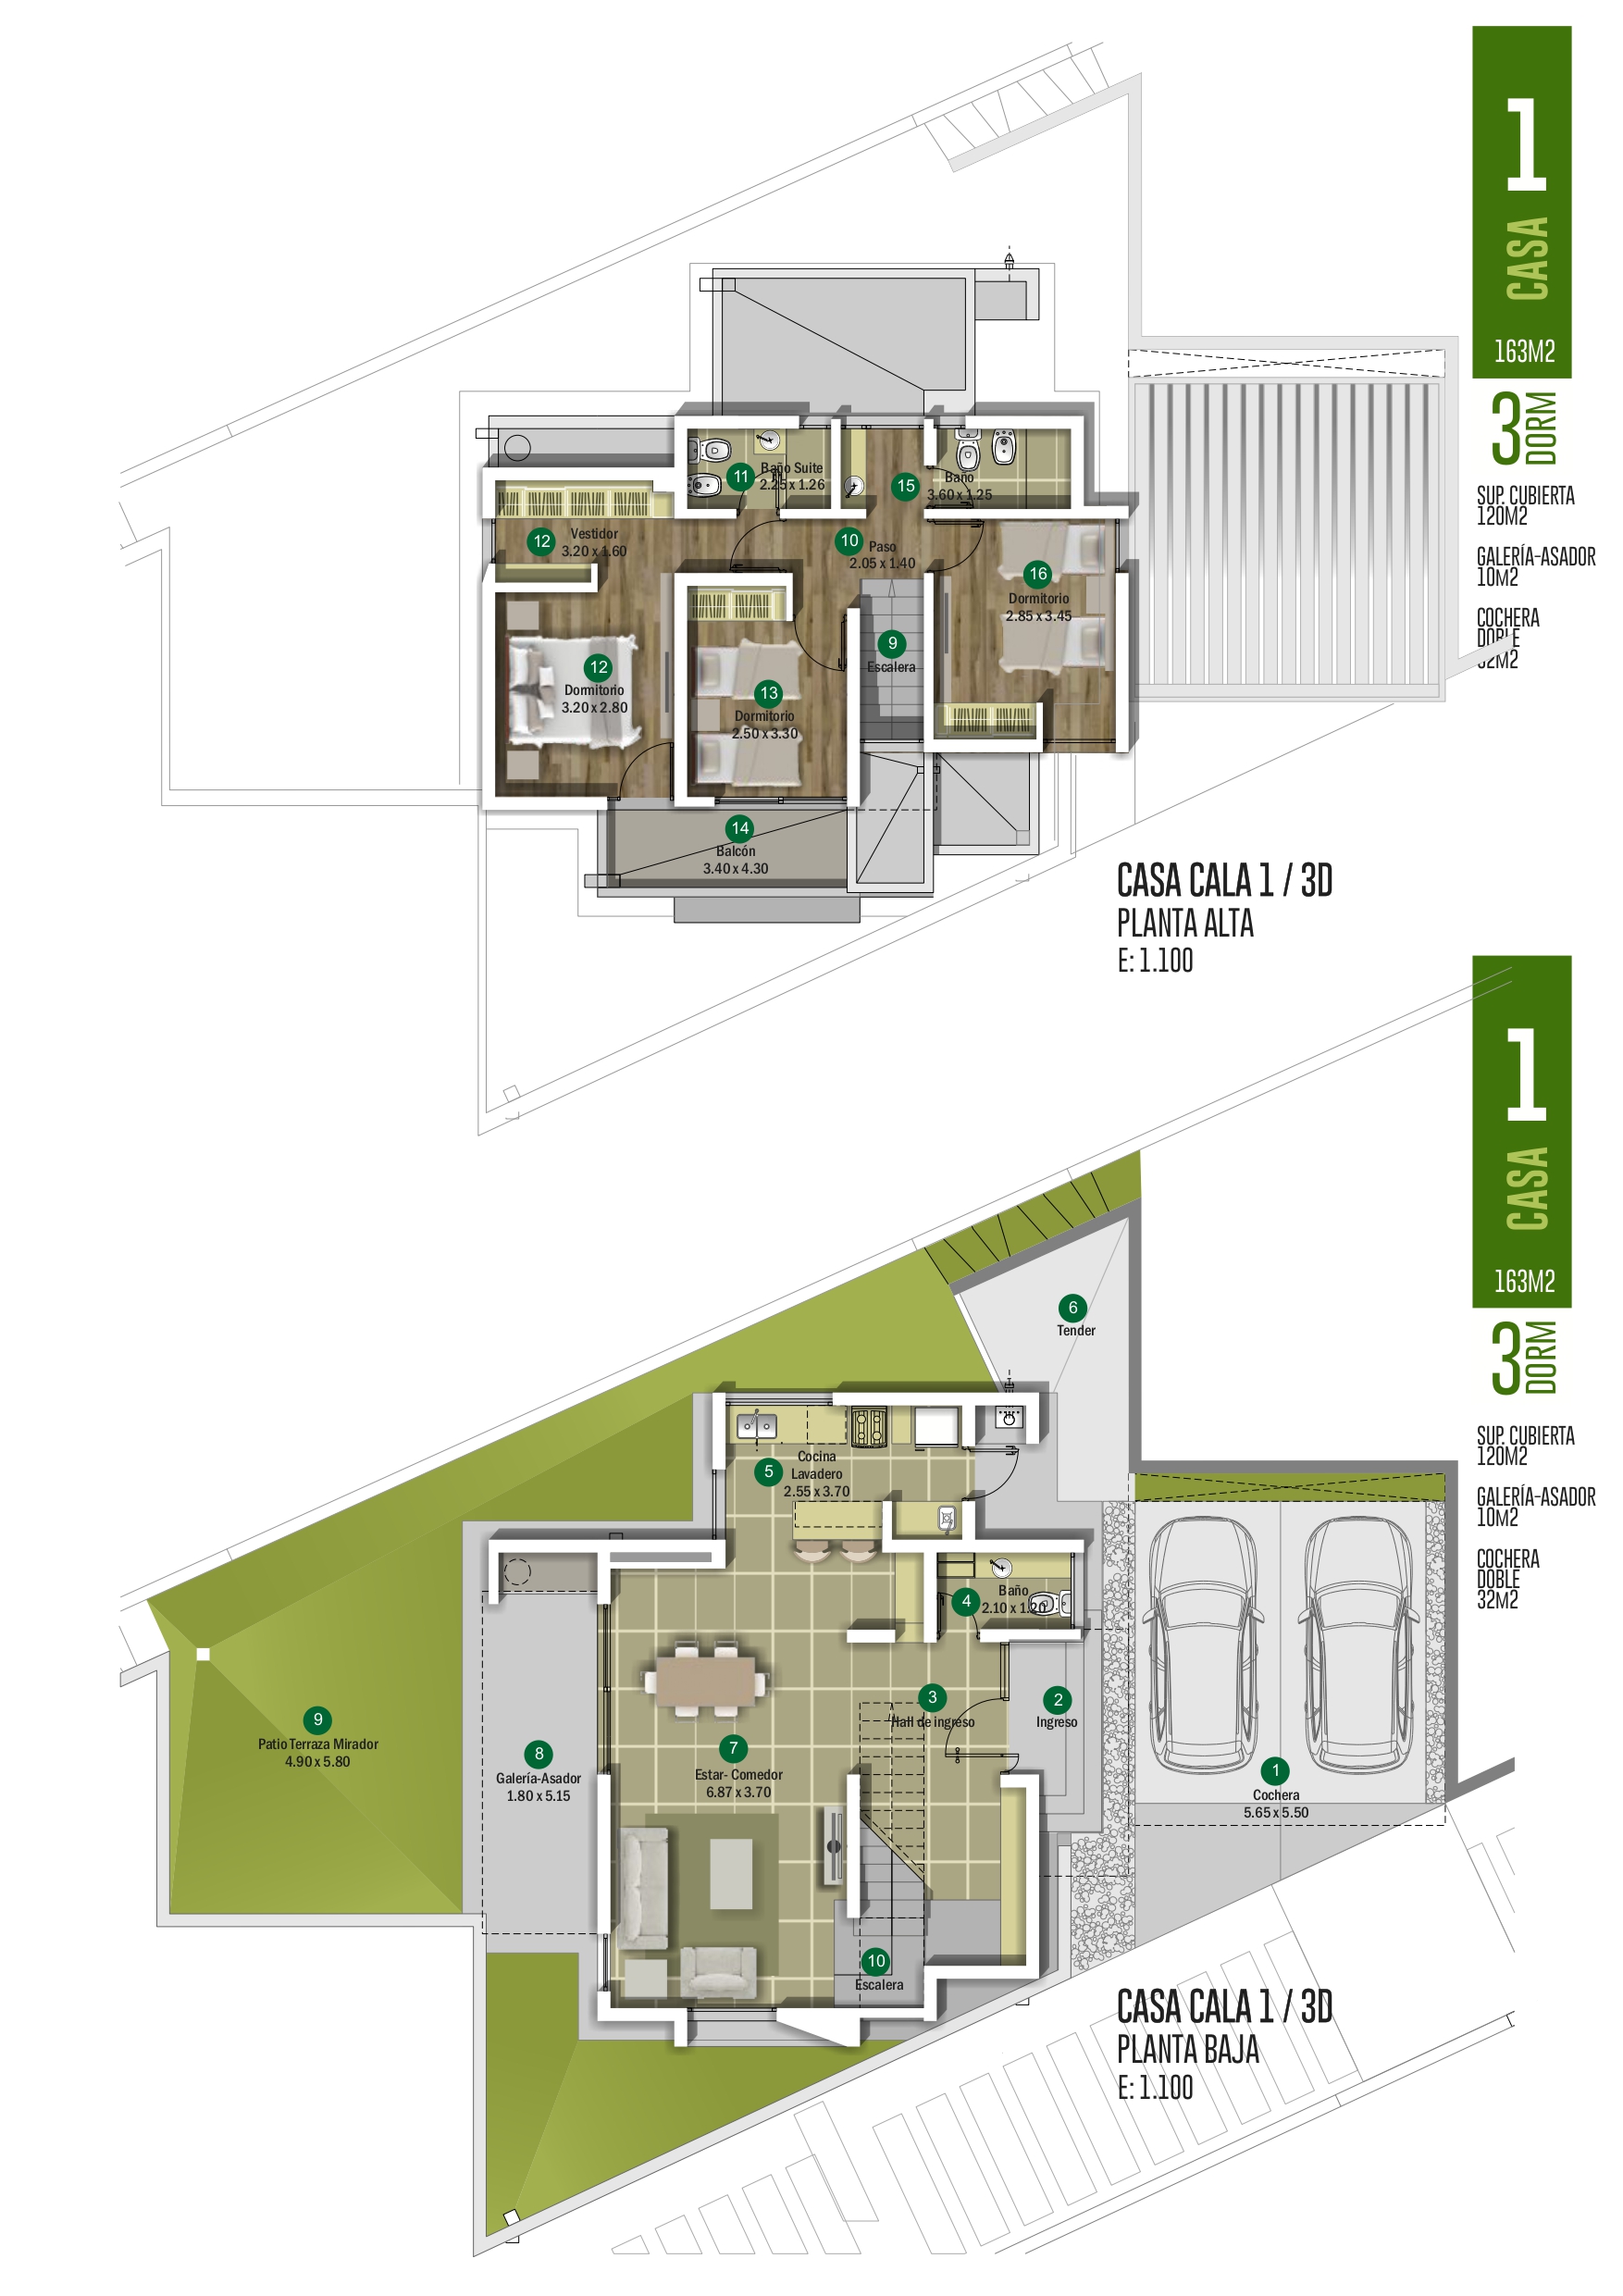 1
CASA
163M2
3
DORM
SUP. CUBIERTA
120M2
GALERÍA-ASADOR
10M2
COCHERA
DOBLE
32M2
11
Baño Suite
2.25 x 1.26
15
Baño
3.60 x 1.25
12
Vestidor
3.20 x 1.60
10
Paso
2.05 x 1.40
16
Dormitorio
2.85 x 3.45
9
Escalera
12
Dormitorio
3.20 x 2.80
13
Dormitorio
2.50 x 3.30
14
Balcón
3.40 x 4.30
CASA CALA 1 / 3D
PLANTA ALTA
E: 1.100
1
CASA
163M2
3
DORM
SUP. CUBIERTA
120M2
GALERÍA-ASADOR
10M2
COCHERA
DOBLE
32M2
6
Tender
5
Cocina
Lavadero
2.55 x 3.70
4
Baño
2.10 x 1.20
3
Hall de ingreso
2
Ingreso
9
Patio Terraza Mirador
4.90 x 5.80
8
Galería-Asador
1.80 x 5.15
7
Estar- Comedor
6.87 x 3.70
1
Cochera
5.65 x 5.50
10
Escalera
CASA CALA 1 / 3D
PLANTA BAJA
E: 1.100